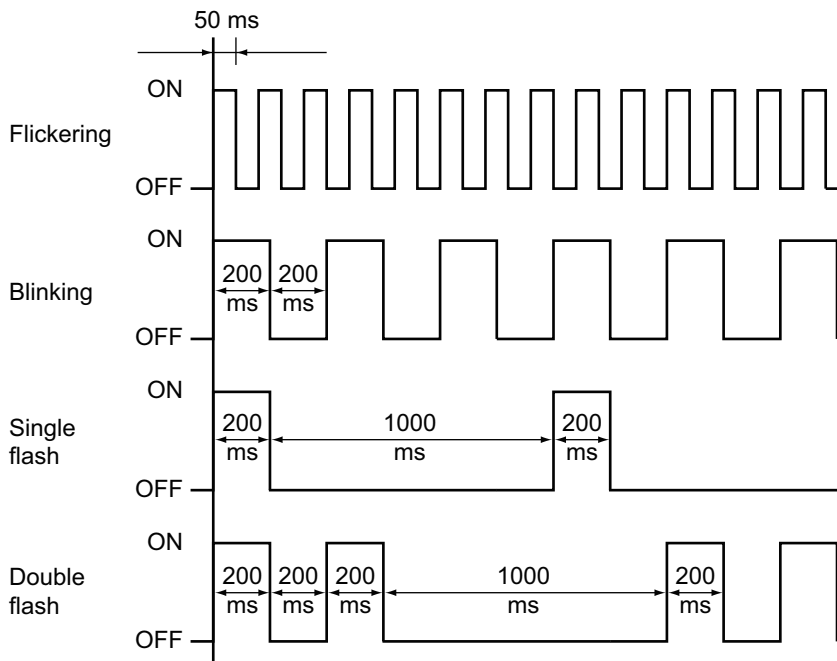 50 ms
ON
Flickering
OFF
ON
200 200
Blinking
ms ms
OFF
ON
200 1000 200
Single
flash
ms ms ms
OFF
ON
200 200 200 1000 200
Double
flash
ms ms ms ms ms
OFF